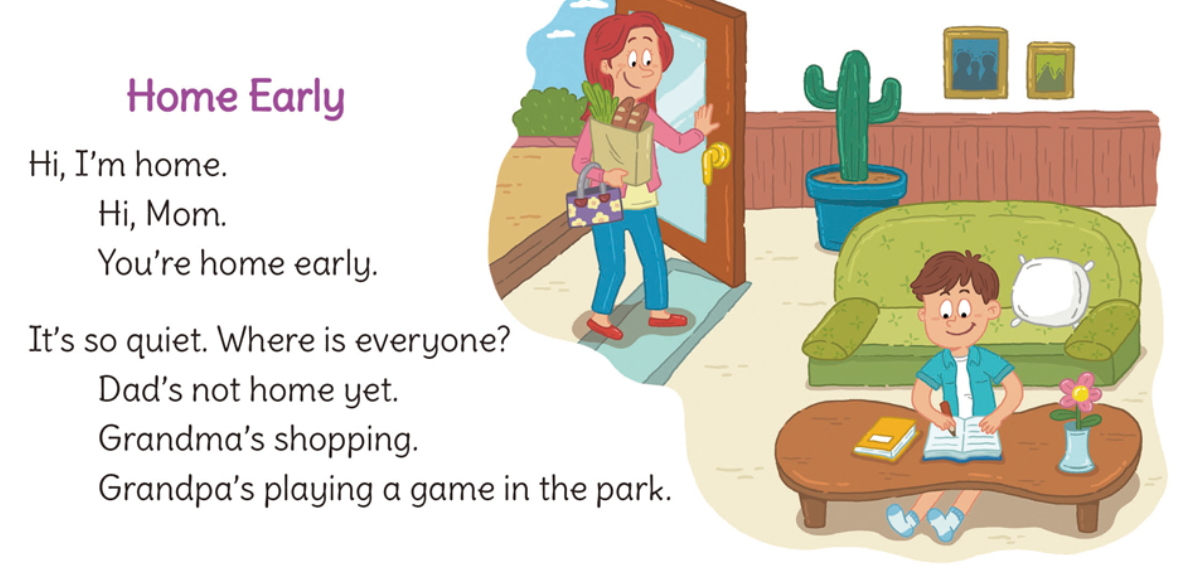 Home Early
Hi, I'm home.
Hi, Mom.
You're home early.
It's so quiet. Where is everyone?
Dad's not home yet.
Grandma's shopping.
Grandpa's playing a game in the park.